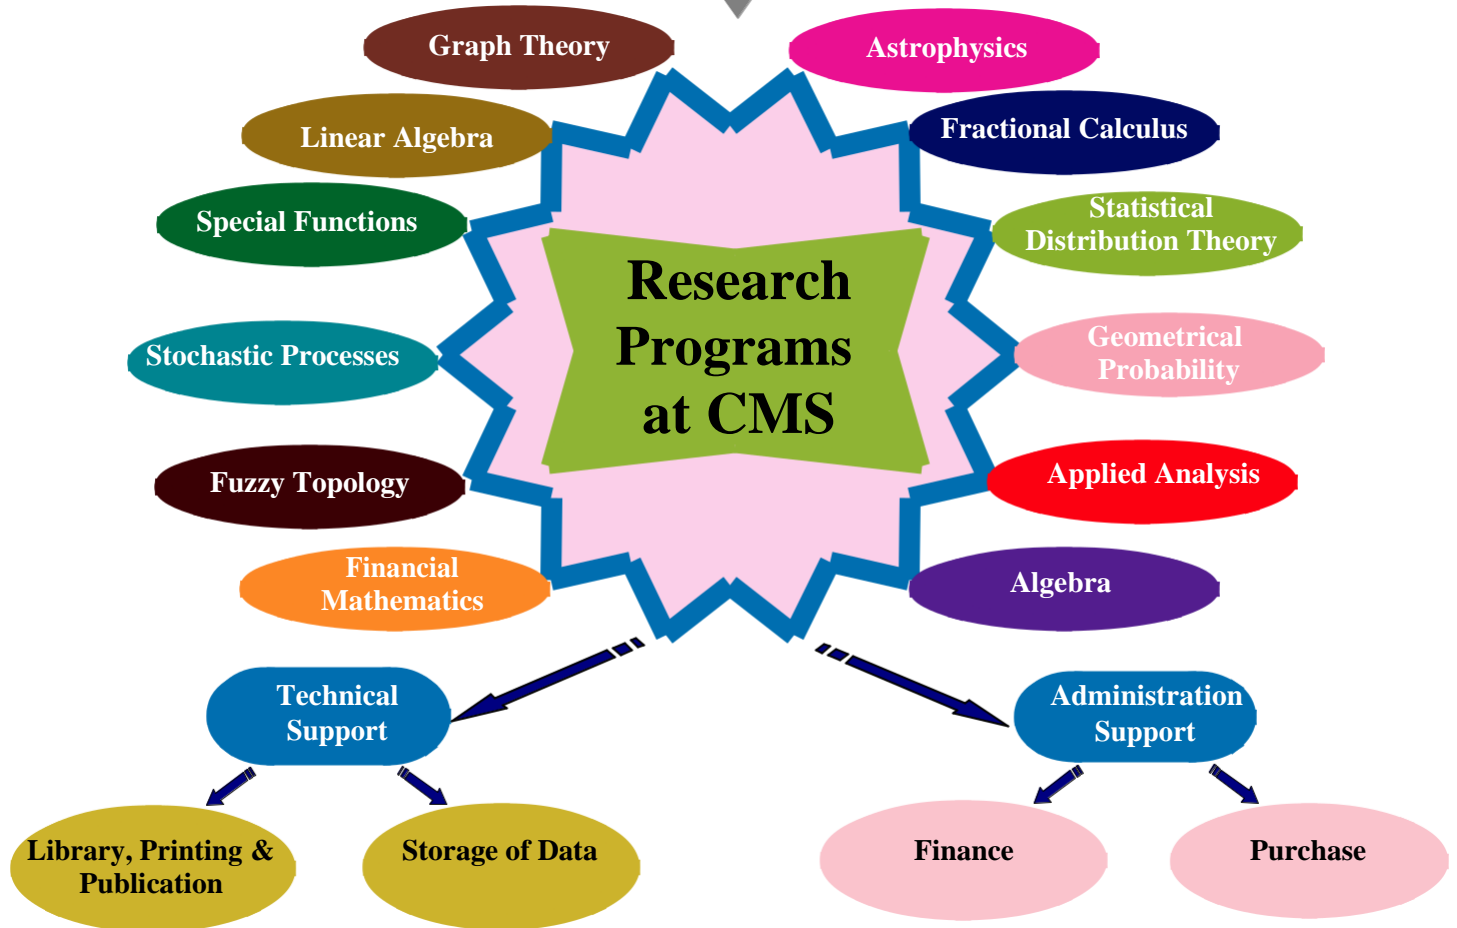 Graph Theory
Astrophysics
Linear Algebra
Fractional Calculus
Special Functions
Statistical
Distribution Theory
Research
Programs
at CMS
Stochastic Processes
Geometrical
Probability
Fuzzy Topology
Applied Analysis
Financial
Mathematics
Algebra
Technical
Support
Administration
Support
Library, Printing &
Publication
Storage of Data
Finance
Purchase